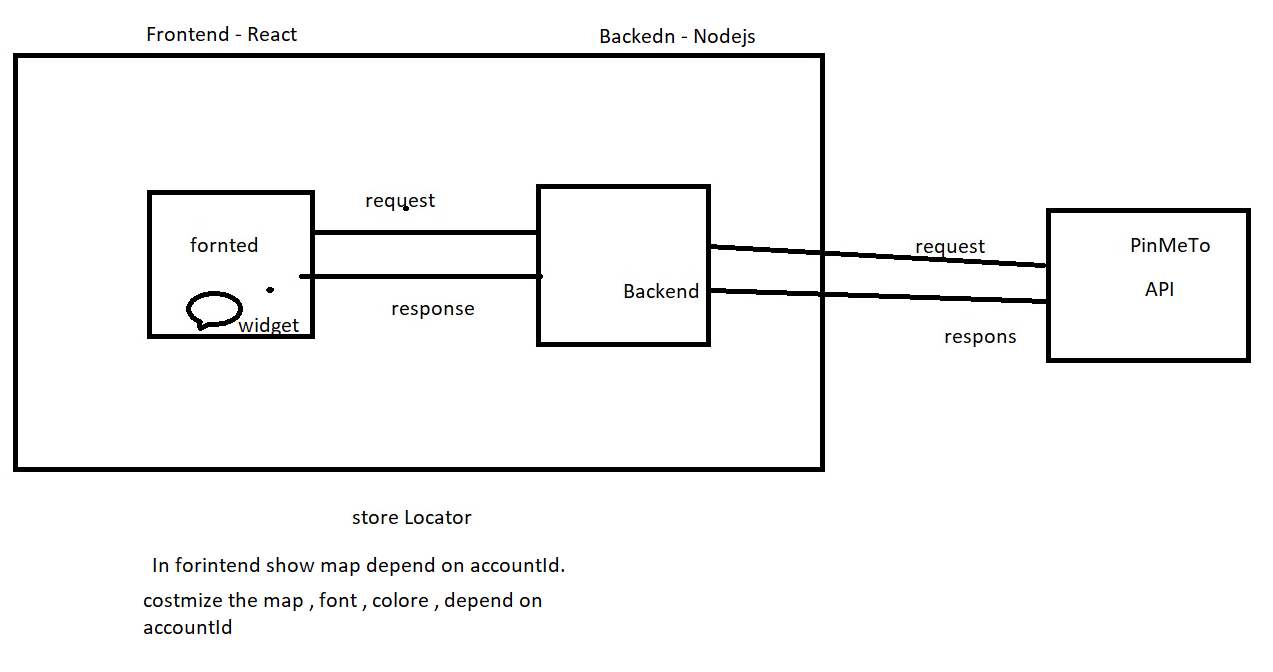 Frontend - React
Backedn - Nodejs
request
fornted
widget
response
Backend
request
respons
PinMeTo
API
store Locator
In forintend show map depend on accountId.
costmize the map , font , colore , depend on
accountId